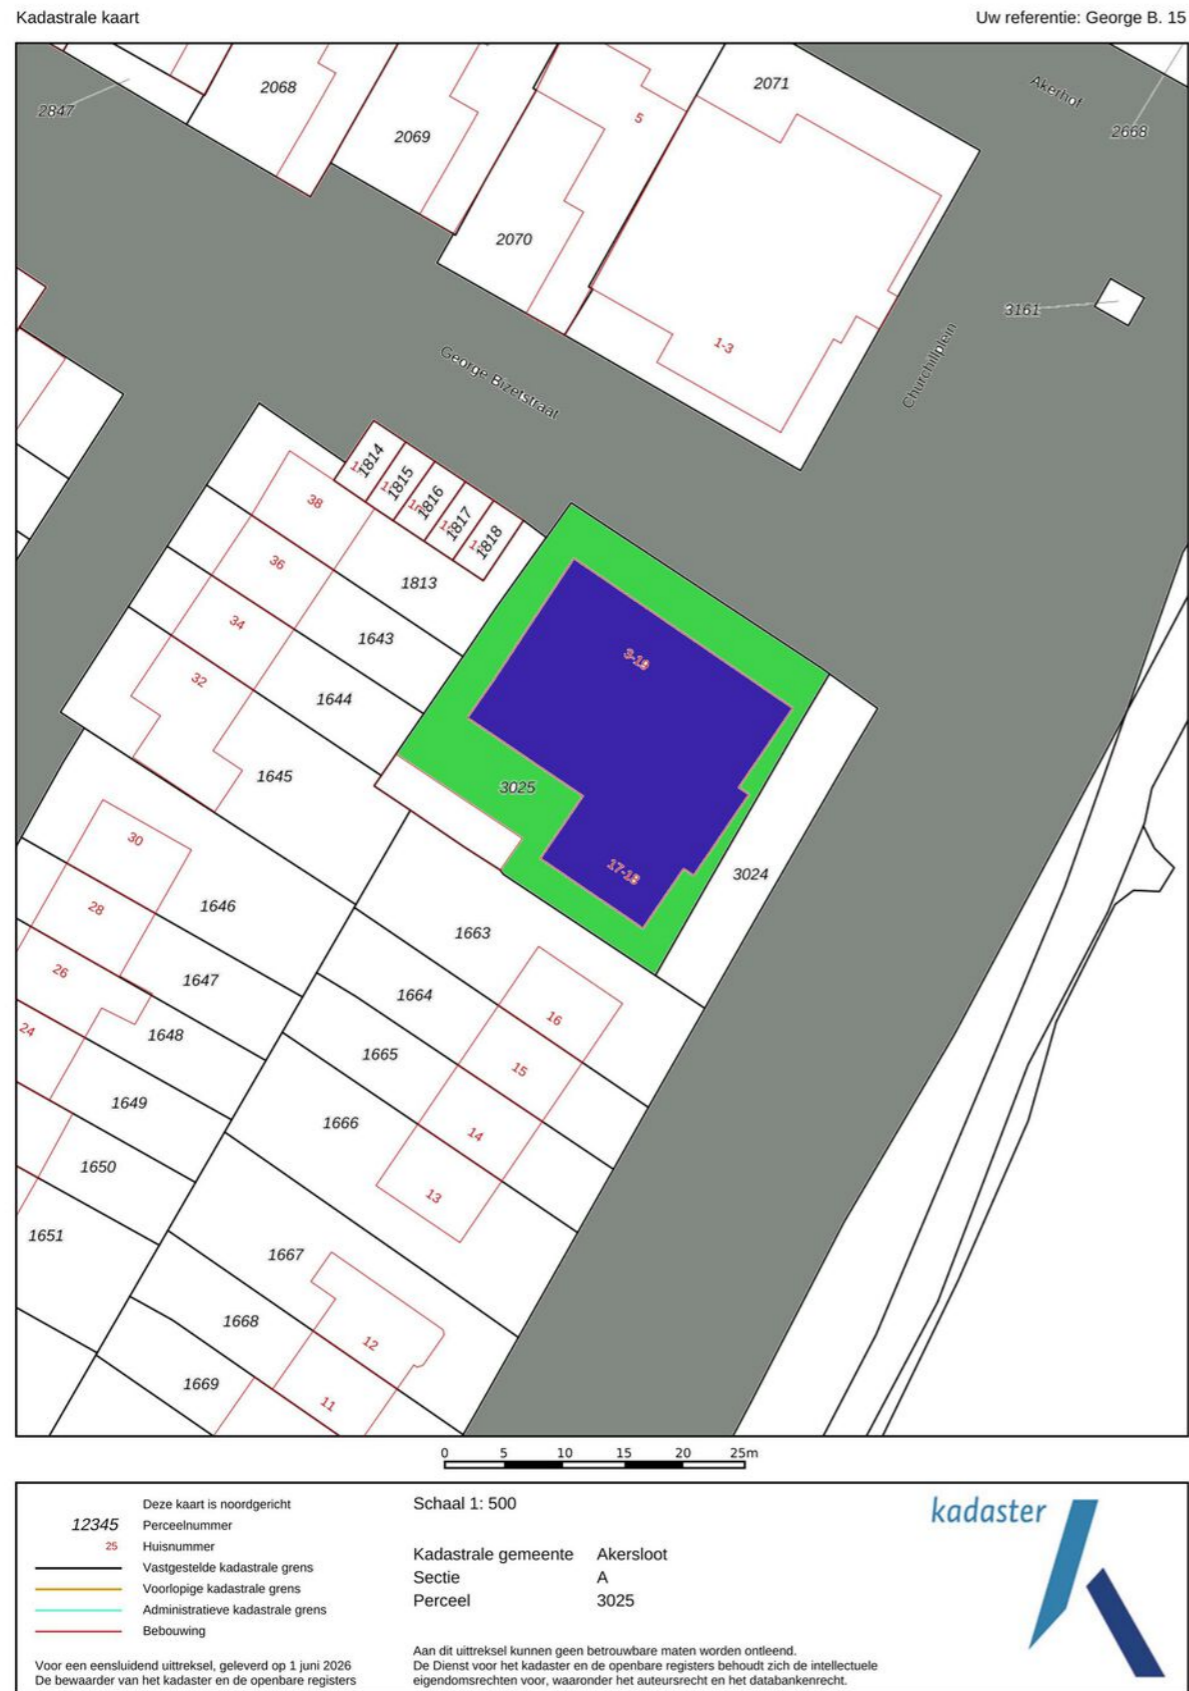 Kadastrale kaart
Uw referentie: George B. 15
2847
2068
2069
5
2071
Akerhof
2668
2070
1-3
3161
Churchillplein
George Bizetstraat
1814
1815
1816
1817
1818
38
36
34
32
1813
1643
1644
1645
3025
17-19
3024
30
28
26
24
1646
1647
1648
1649
1650
1651
1663
1664
1665
1666
16
15
14
13
1667
1668
1669
12
11
0 5 10 15 20 25m
Deze kaart is noordgericht
12345 Perceelnummer
25 Huisnummer
Vastgestelde kadastrale grens
Voorlopige kadastrale grens
Administratieve kadastrale grens
Bebouwing
Voor een eensluidend uittreksel, geleverd op 1 juni 2026
De bewaarder van het kadaster en de openbare registers
Schaal 1: 500
Kadastrale gemeente Akersloot
Sectie A
Perceel 3025
Aan dit uittreksel kunnen geen betrouwbare maten worden ontleend.
De Dienst voor het kadaster en de openbare registers behoudt zich de intellectuele
eigendomsrechten voor, waaronder het auteursrecht en het databankenrecht.
kadaster